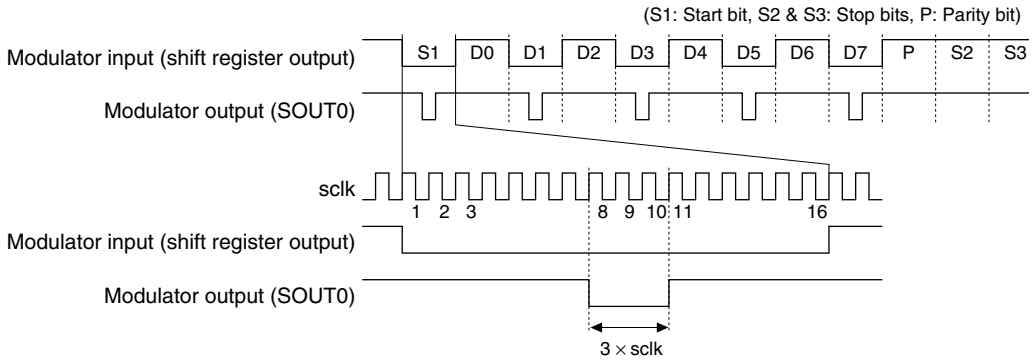 (S1: Start bit, S2 & S3: Stop bits, P: Parity bit)
Modulator input (shift register output)
S1 D0 D1 D2 D3 D4 D5 D6 D7 P S2 S3
Modulator output (SOUT0)
sclk
1 2 3 8 9 10 11 16
Modulator input (shift register output)
Modulator output (SOUT0)
3 × sclk